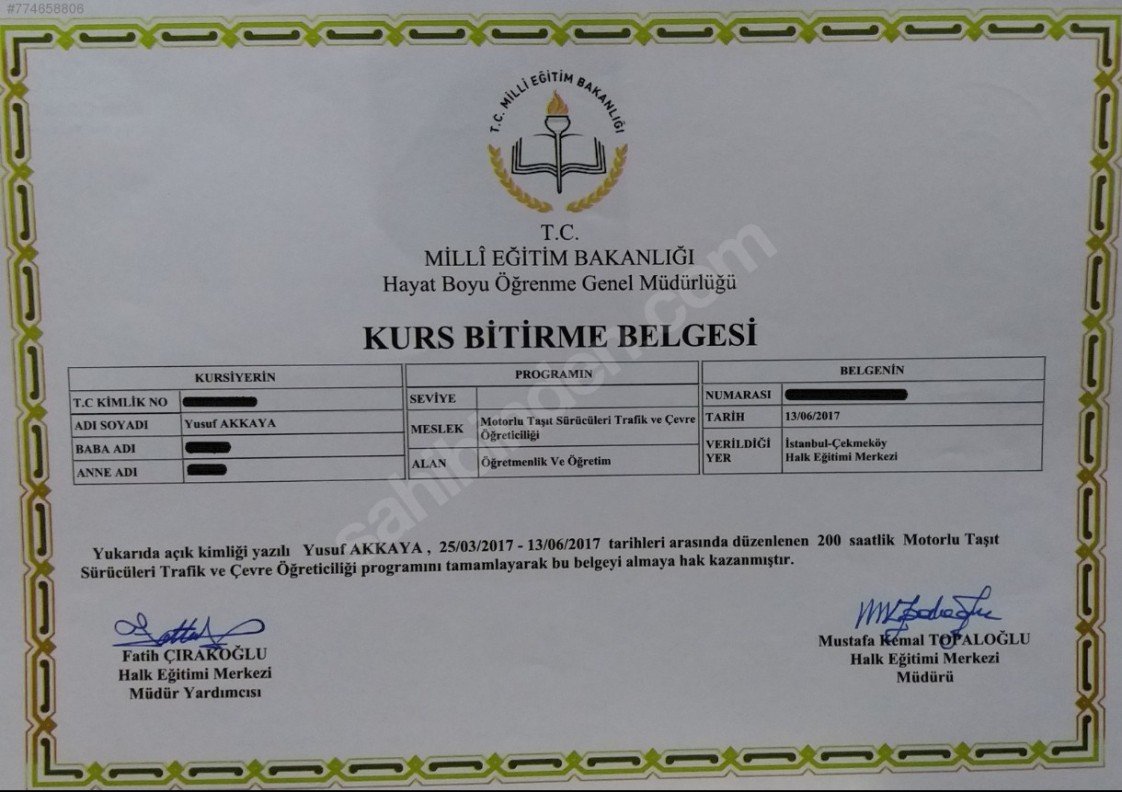 #774658806
T.C. MİLLİ EĞİTİM BAKANLIĞI
T.C.
MİLLÎ EĞİTİM BAKANLIĞI
Hayat Boyu Öğrenme Genel Müdürlüğü
KURS BİTİRME BELGESİ
KURSİYERİN
T.C KİMLİK NO
ADI SOYADI Yusuf AKKAYA
BABA ADI
ANNE ADI
PROGRAMIN
SEVİYE
MESLEK Motorlu Taşıt Sürücüleri Trafik ve Çevre
Öğreticiliği
ALAN Öğretmenlik Ve Öğretim
BELGENİN
NUMARASI
TARİH 13/06/2017
VERİLDİĞİ YER İstanbul-Çekmeköy
Halk Eğitimi Merkezi
sahibinden.com
Yukarıda açık kimliği yazılı Yusuf AKKAYA , 25/03/2017 - 13/06/2017 tarihleri arasında düzenlenen 200 saatlik Motorlu Taşıt
Sürücüleri Trafik ve Çevre Öğreticiliği programını tamamlayarak bu belgeyi almaya hak kazanmıştır.
Fatih ÇIRAKOĞLU
Halk Eğitimi Merkezi
Müdür Yardımcısı
Mustafa Kemal TOPALOĞLU
Halk Eğitimi Merkezi
Müdürü